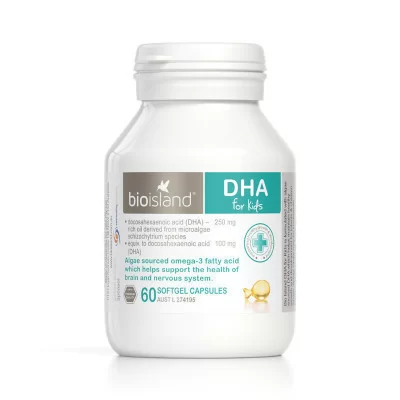 bioisland®
DHA
for kids
• docosahexaenoic acid (DHA) – 250 mg
rich oil derived from microalgae
schizochytrium species
• equiv. to docosahexaenoic acid 100 mg
(DHA)
Algae sourced omega-3 fatty acid
which helps support the health of
brain and nervous system.
60 SOFTGEL CAPSULES
AUST L 274198